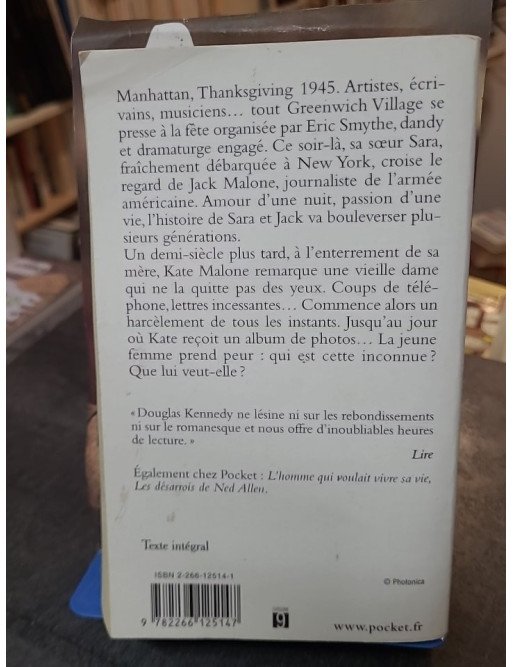 Manhattan, Thanksgiving 1945. Artistes, écri-
vains, musiciens... tout Greenwich Village se
presse à la fête organisée par Eric Smythe, dandy
et dramaturge engagé. Ce soir-là, sa sœur Sara,
fraîchement débarquée à New York, croise le
regard de Jack Malone, journaliste de l'armée
américaine. Amour d'une nuit, passion d'une
vie, l'histoire de Sara et Jack va bouleverser plu-
sieurs générations.
Un demi-siècle plus tard, à l'enterrement de sa
mère, Kate Malone remarque une vieille dame
qui ne la quitte pas des yeux. Coups de télé-
phone, lettres incessantes... Commence alors un
harcèlement de tous les instants. Jusqu'au jour
où Kate reçoit un album de photos... La jeune
femme prend peur : qui est cette inconnue ?
Que lui veut-elle ?
« Douglas Kennedy ne lésine ni sur les rebondissements
ni sur le romanesque et nous offre d'inoubliables heures
de lecture. »
Lire
Également chez Pocket : L'homme qui voulait vivre sa vie,
Les désarrois de Ned Allen.
Texte intégral
ISBN 2-266-12514-1
© Photonica
9 782266 125147
9
www.pocket.fr